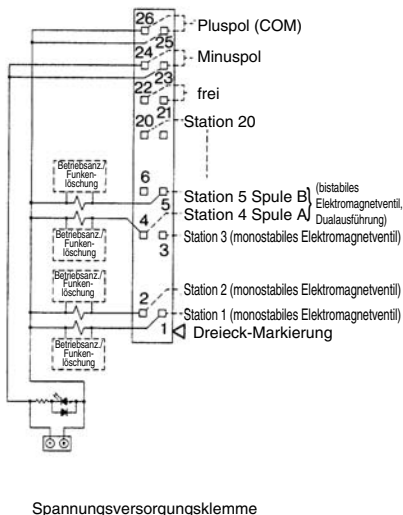 26
Pluspol (COM)
25
24
Minuspol
23
22
frei
21
20
Station 20
Betriebsanz./
Funken-
löschung
6
5
Station 5 Spule B
(bistabiles
Elektromagnetventil,
Dualausführung)
4
Station 4 Spule A
Betriebsanz./
Funken-
löschung
3
Station 3 (monostabiles Elektromagnetventil)
Betriebsanz./
Funken-
löschung
2
Station 2 (monostabiles Elektromagnetventil)
Station 1 (monostabiles Elektromagnetventil)
1
Dreieck-Markierung
Betriebsanz./
Funken-
löschung
Spannungsversorgungsklemme